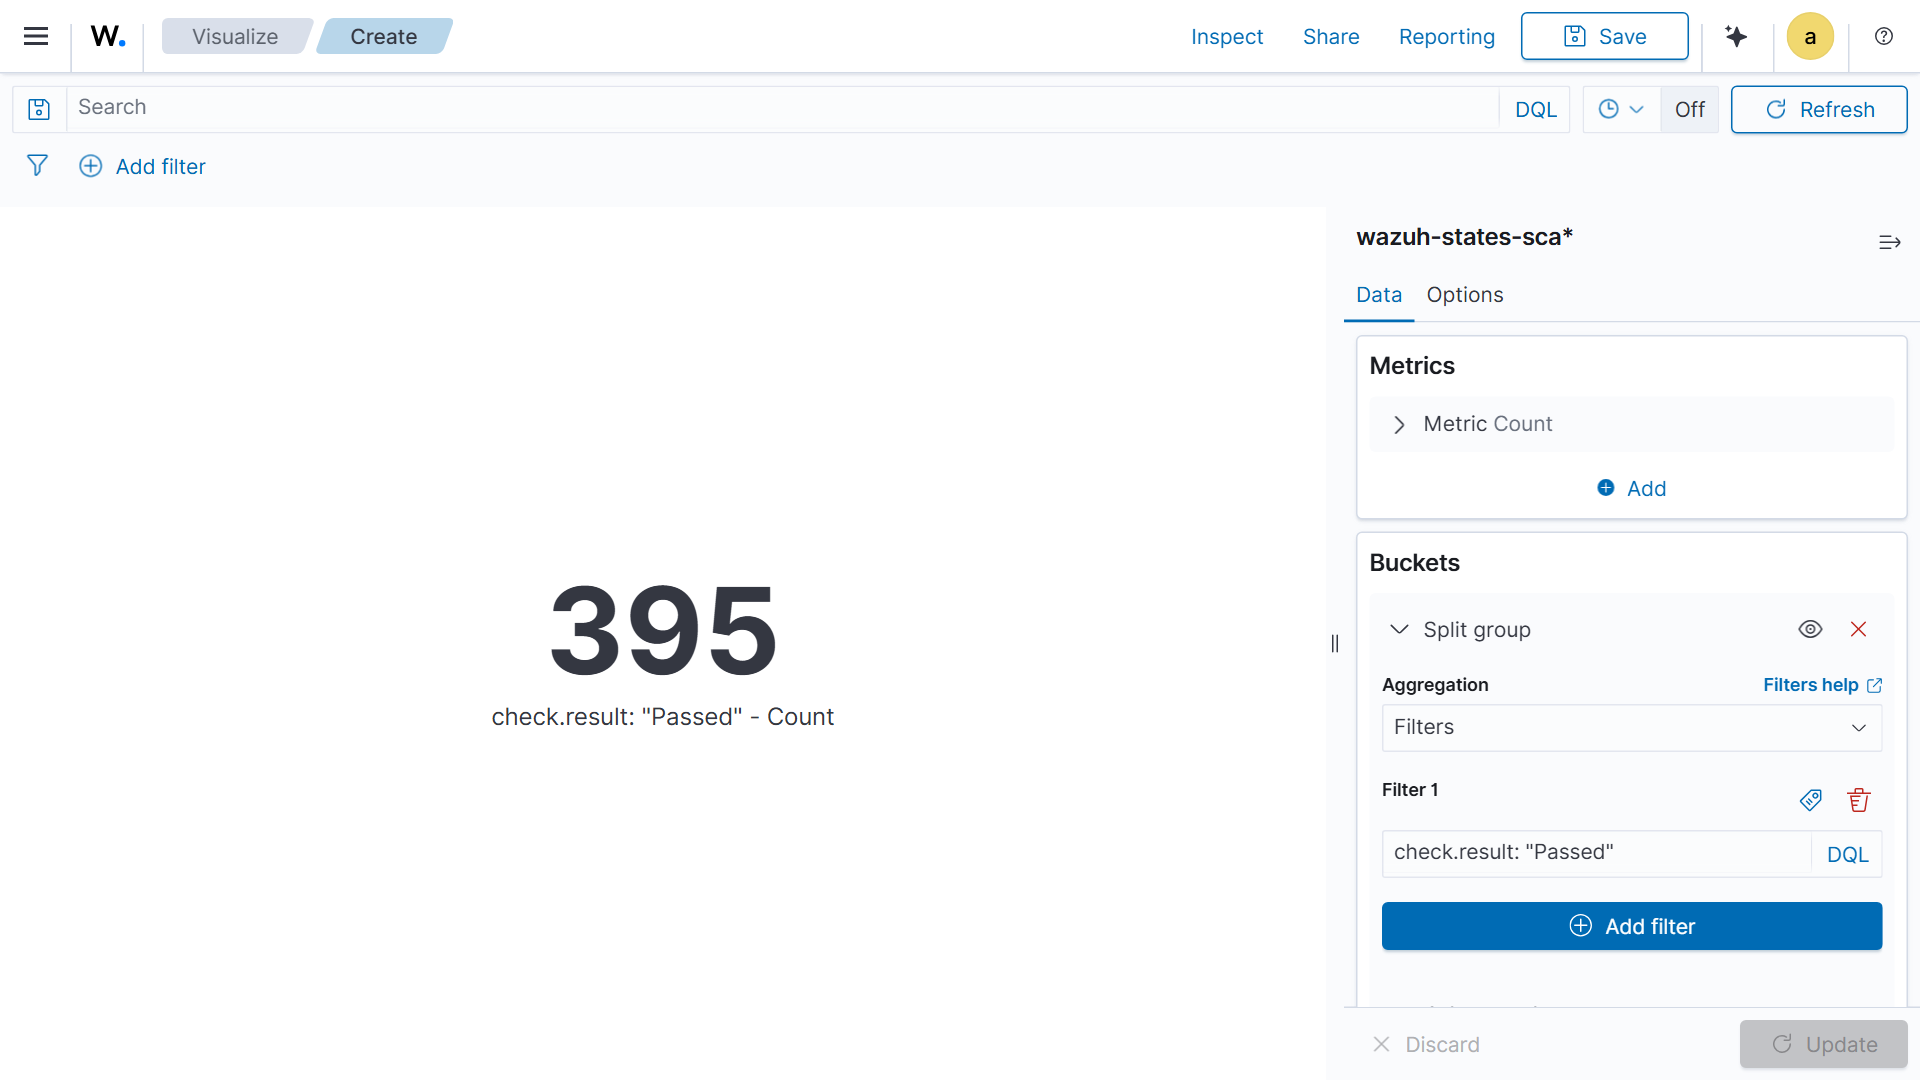 W.
Visualize
Create
Inspect
Share
Reporting
Save
a
Search
DQL
Off
Refresh
Add filter
wazuh-states-sca*
Data
Options
Metrics
Metric Count
Add
Buckets
Split group
Aggregation
Filters help
Filters
Filter 1
check.result: "Passed"
DQL
Add filter
Discard
Update
395
check.result: "Passed" - Count